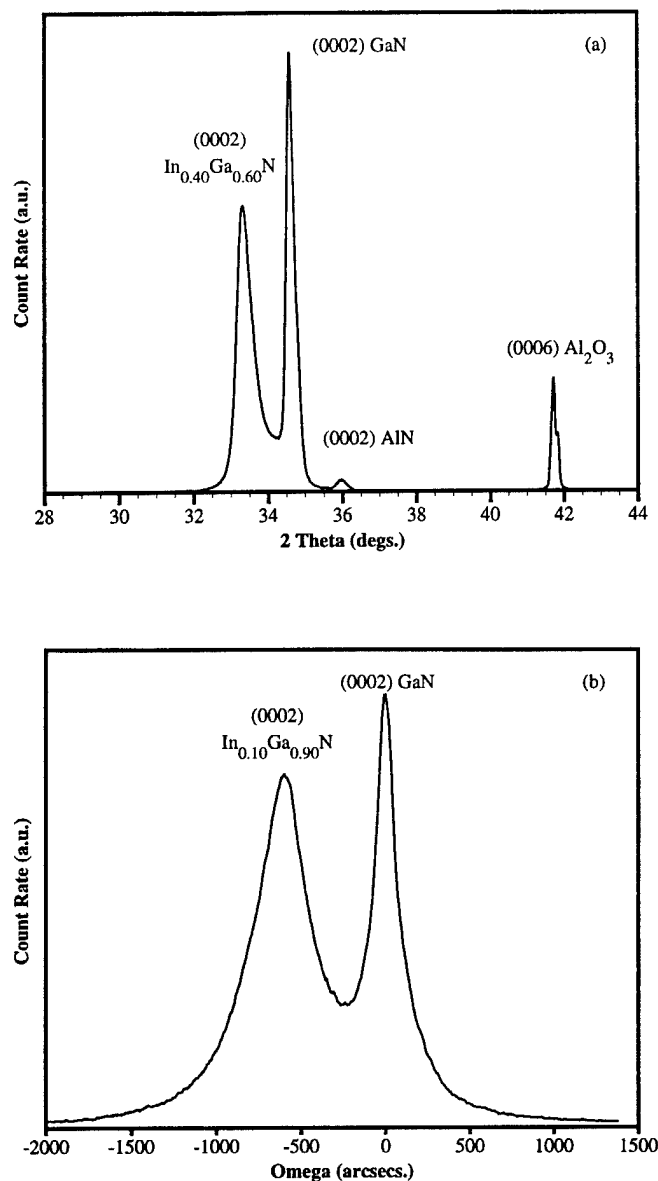 (0002) GaN
(a)
(0002)
In0.40Ga0.60N
(0006) Al2O3
(0002) AlN
Count Rate (a.u.)
28 30 32 34 36 38 40 42 44
2 Theta (degs.)
(0002) GaN
(b)
(0002)
In0.10Ga0.90N
Count Rate (a.u.)
-2000 -1500 -1000 -500 0 500 1000 1500
Omega (arcsecs.)